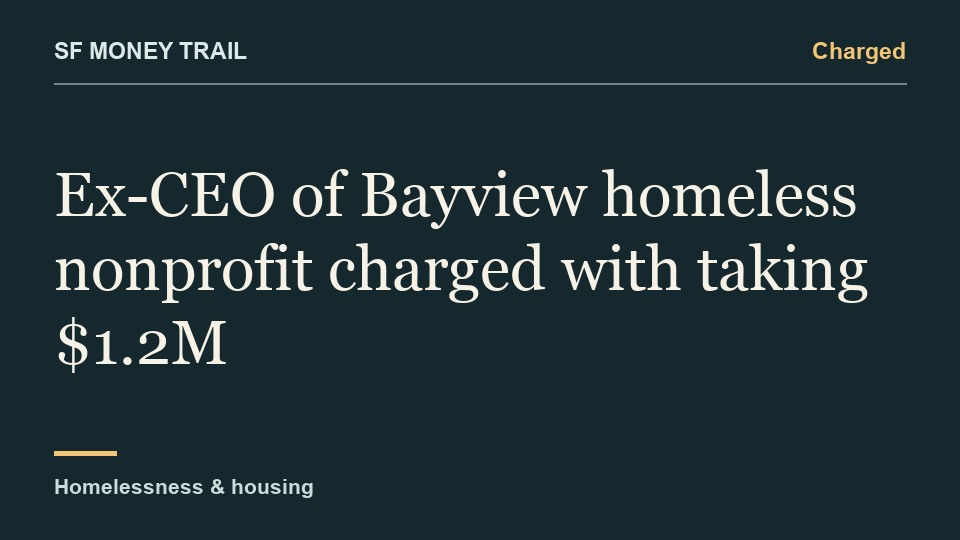 SF MONEY TRAIL
Charged
Ex-CEO of Bayview homeless
nonprofit charged with taking
$1.2M
Homelessness & housing